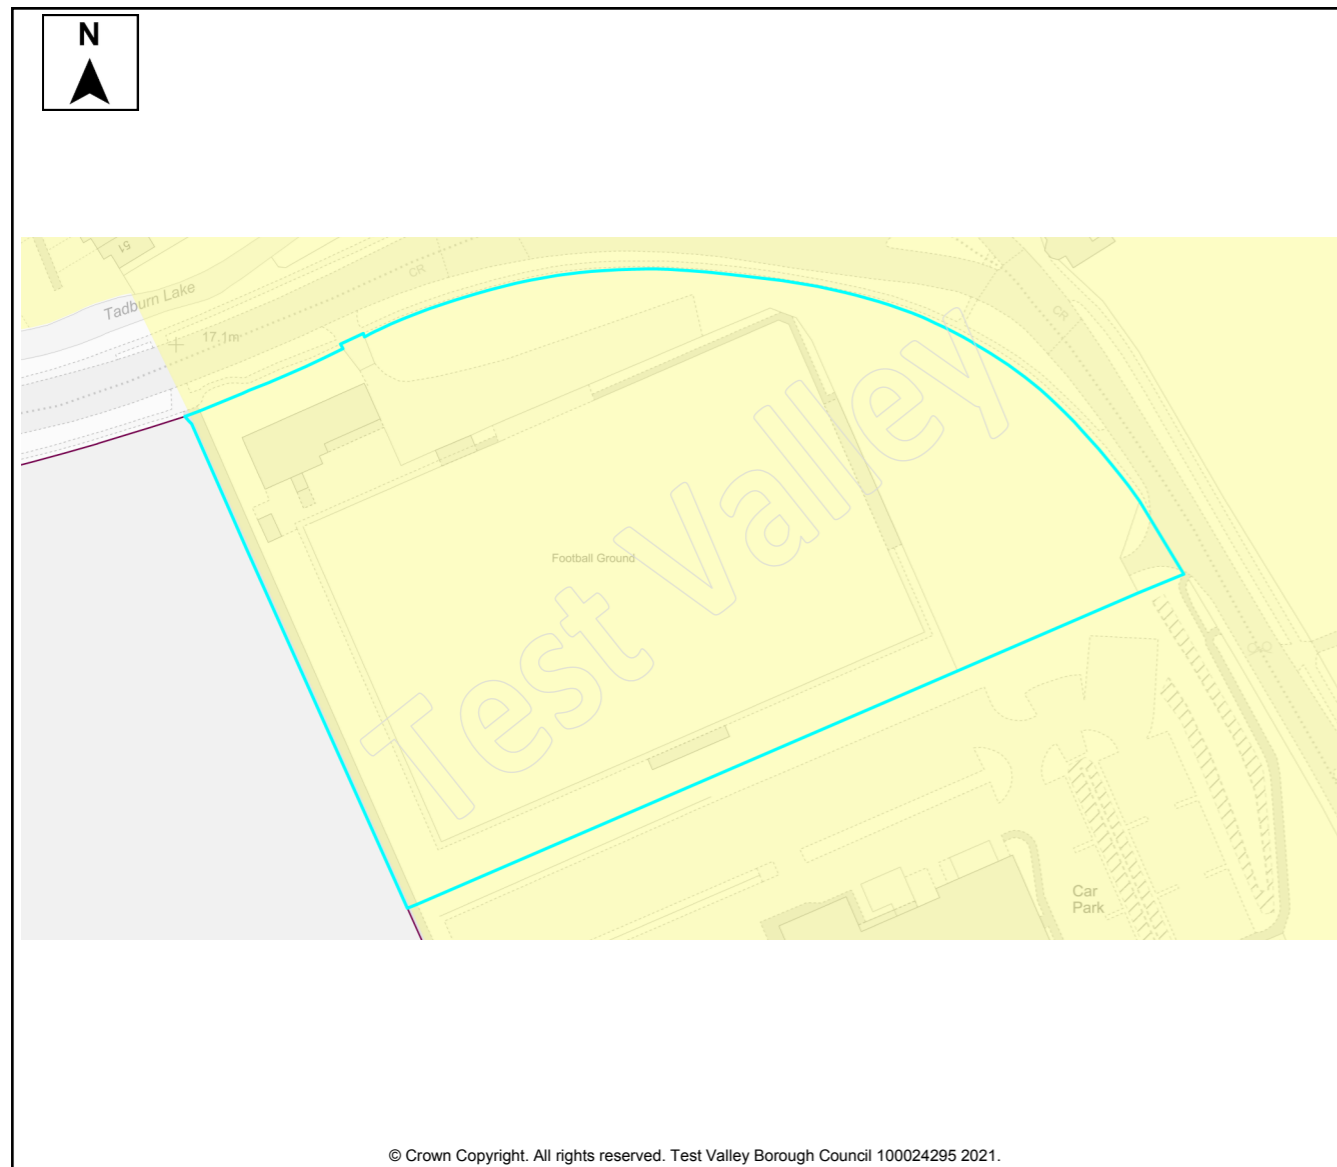 N
51
Tadburn Lake
CR
17.1m
CR
Football Ground
Test Valley
Car
Park
© Crown Copyright. All rights reserved. Test Valley Borough Council 100024295 2021.